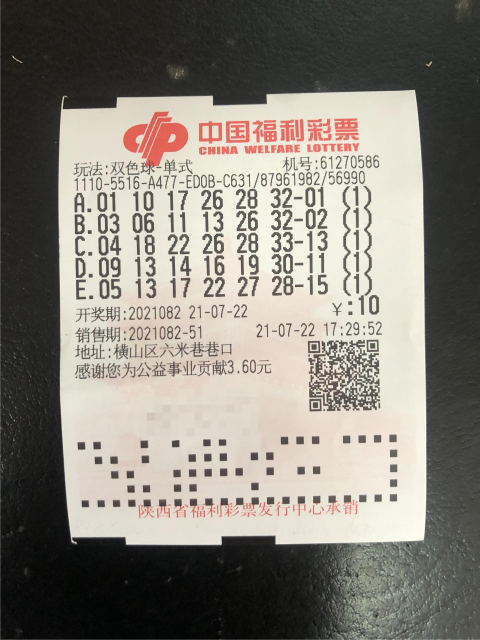 中国福利彩票
CHINA WELFARE LOTTERY
玩法:双色球-单式 机号:61270586
1110-5516-A477-ED0B-C631/87961982/56990
A.01 10 17 26 28 32-01 (1)
B.03 06 11 13 26 32-02 (1)
C.04 18 22 26 28 33-13 (1)
D.09 13 14 16 19 30-11 (1)
E.05 13 17 22 27 28-15 (1)
开奖期:2021082 21-07-22 ￥:10
销售期:2021082-51 21-07-22 17:29:52
地址:横山区六米巷巷口
感谢您为公益事业贡献3.60元
陕西省福利彩票发行中心承销